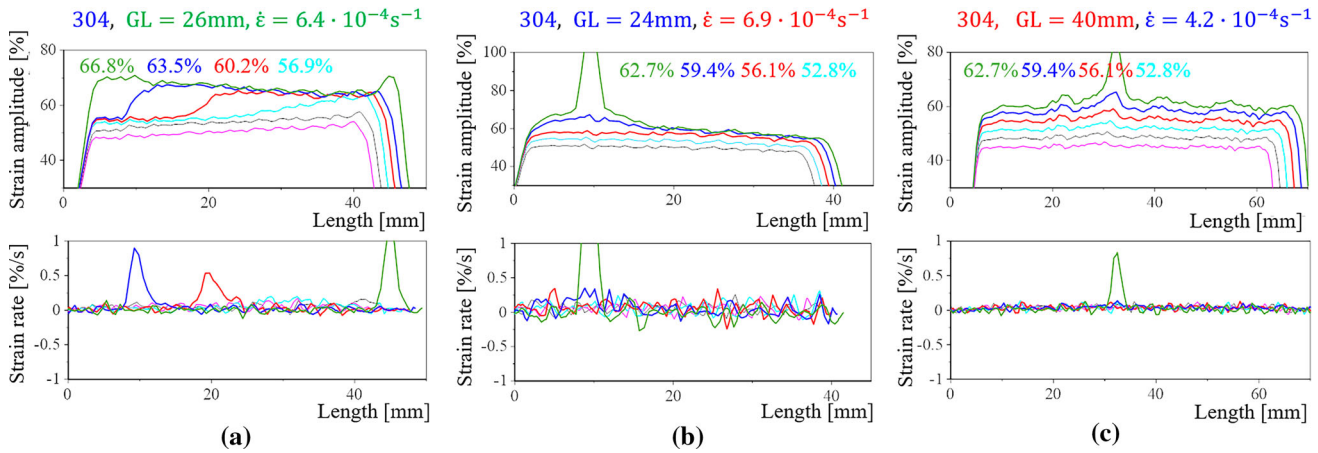 304, GL = 26mm, ε̇ = 6.4 · 10⁻⁴s⁻¹
Strain amplitude [%]
80
60
40
66.8% 63.5% 60.2% 56.9%
0 20 40
Length [mm]
Strain rate [%/s]
1
0.5
0
-0.5
-1
0 20 40
Length [mm]
(a)
304, GL = 24mm, ε̇ = 6.9 · 10⁻⁴s⁻¹
Strain amplitude [%]
100
80
60
40
62.7% 59.4% 56.1% 52.8%
0 20 40
Length [mm]
Strain rate [%/s]
1
0.5
0
-0.5
-1
0 20 40
Length [mm]
(b)
304, GL = 40mm, ε̇ = 4.2 · 10⁻⁴s⁻¹
Strain amplitude [%]
80
60
40
62.7% 59.4% 56.1% 52.8%
0 20 40 60
Length [mm]
Strain rate [%/s]
1
0.5
0
-0.5
-1
0 20 40 60
Length [mm]
(c)